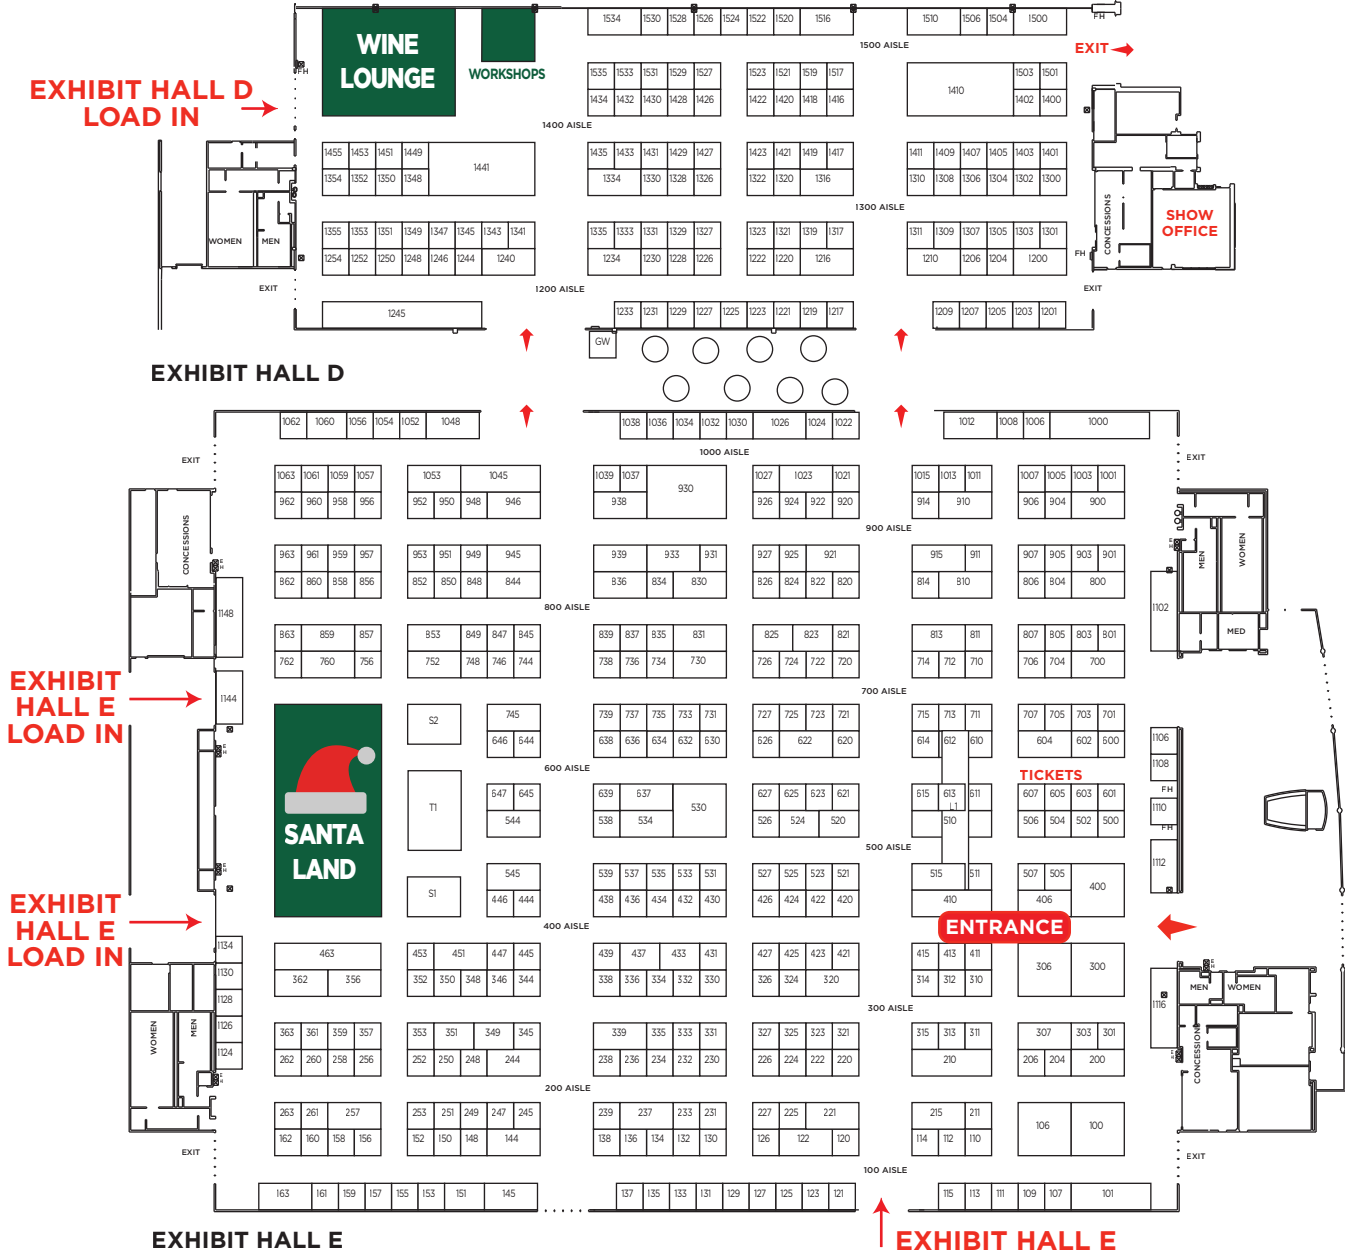 1534 1530 1528 1526 1524 1522 1520 1516 1510 1506 1504 1500 FH
WINE
LOUNGE
WORKSHOPS
1500 AISLE
EXIT
FH
EXHIBIT HALL D
LOAD IN
1535 1533 1531 1529 1527 1523 1521 1519 1517 1410 1503 1501
1434 1432 1430 1428 1426 1422 1420 1418 1416 1402 1400
1400 AISLE
1455 1453 1451 1449 1441 1435 1433 1431 1429 1427 1423 1421 1419 1417 1411 1409 1407 1405 1403 1401
1354 1352 1350 1348 1334 1330 1328 1326 1322 1320 1316 1310 1308 1306 1304 1302 1300
1300 AISLE
CONCESSIONS
SHOW
OFFICE
WOMEN MEN
1355 1353 1351 1349 1347 1345 1343 1341 1335 1333 1331 1329 1327 1323 1321 1319 1317 1311 1309 1307 1305 1303 1301
1254 1252 1250 1248 1246 1244 1240 1234 1230 1228 1226 1222 1220 1216 1210 1206 1204 1200 FH
EXIT 1200 AISLE EXIT
1245 1233 1231 1229 1227 1225 1223 1221 1219 1217 1209 1207 1205 1203 1201
GW
EXHIBIT HALL D
1062 1060 1056 1054 1052 1048 1038 1036 1034 1032 1030 1026 1024 1022 1012 1008 1006 1000
1000 AISLE
EXIT EXIT
1063 1061 1059 1057 1053 1045 1039 1037 930 1027 1023 1021 1015 1013 1011 1007 1005 1003 1001
962 960 958 956 952 950 948 946 938 926 924 922 920 914 910 906 904 900
900 AISLE
CONCESSIONS
MEN WOMEN
963 961 959 957 953 951 949 945 939 933 931 927 925 921 915 911 907 905 903 901
862 860 858 856 852 850 848 844 836 834 830 826 824 822 820 814 810 806 804 800
800 AISLE
1148 1102
863 859 857 853 849 847 845 839 837 835 831 825 823 821 813 811 807 805 803 801 MED
762 760 756 752 748 746 744 738 736 734 730 726 724 722 720 714 712 710 706 704 700
700 AISLE
EXHIBIT
HALL E
LOAD IN
1144
S2 745 739 737 735 733 731 727 725 723 721 715 713 711 707 705 703 701
646 644 638 636 634 632 630 626 622 620 614 612 610 604 602 600 1106
600 AISLE
1108
TICKETS
FH
SANTA
LAND
T1 647 645 639 637 530 627 625 623 621 615 613 611 607 605 603 601
L1 1110
544 538 534 526 524 520 510 506 504 502 500 FH
500 AISLE
1112
545 539 537 535 533 531 527 525 523 521 515 511 507 505 400
S1 446 444 438 436 434 432 430 426 424 422 420 410 406
400 AISLE
EXHIBIT
HALL E
LOAD IN
ENTRANCE
1134
463 453 451 447 445 439 437 433 431 427 425 423 421 415 413 411 306 300
1130
362 356 352 350 348 346 344 338 336 334 332 330 326 324 320 314 312 310
MEN WOMEN
1128 1116
300 AISLE
1126
WOMEN MEN
363 361 359 357 353 351 349 345 339 335 333 331 327 325 323 321 315 313 311 307 303 301
1124
262 260 258 256 252 250 248 244 238 236 234 232 230 226 224 222 220 210 206 204 200
CONCESSIONS
200 AISLE
263 261 257 253 251 249 247 245 239 237 233 231 227 225 221 215 211 106 100
162 160 158 156 152 150 148 144 138 136 134 132 130 126 122 120 114 112 110
EXIT EXIT
100 AISLE
163 161 159 157 155 153 151 145 137 135 133 131 129 127 125 123 121 115 113 111 109 107 101
EXHIBIT HALL E
EXHIBIT HALL E